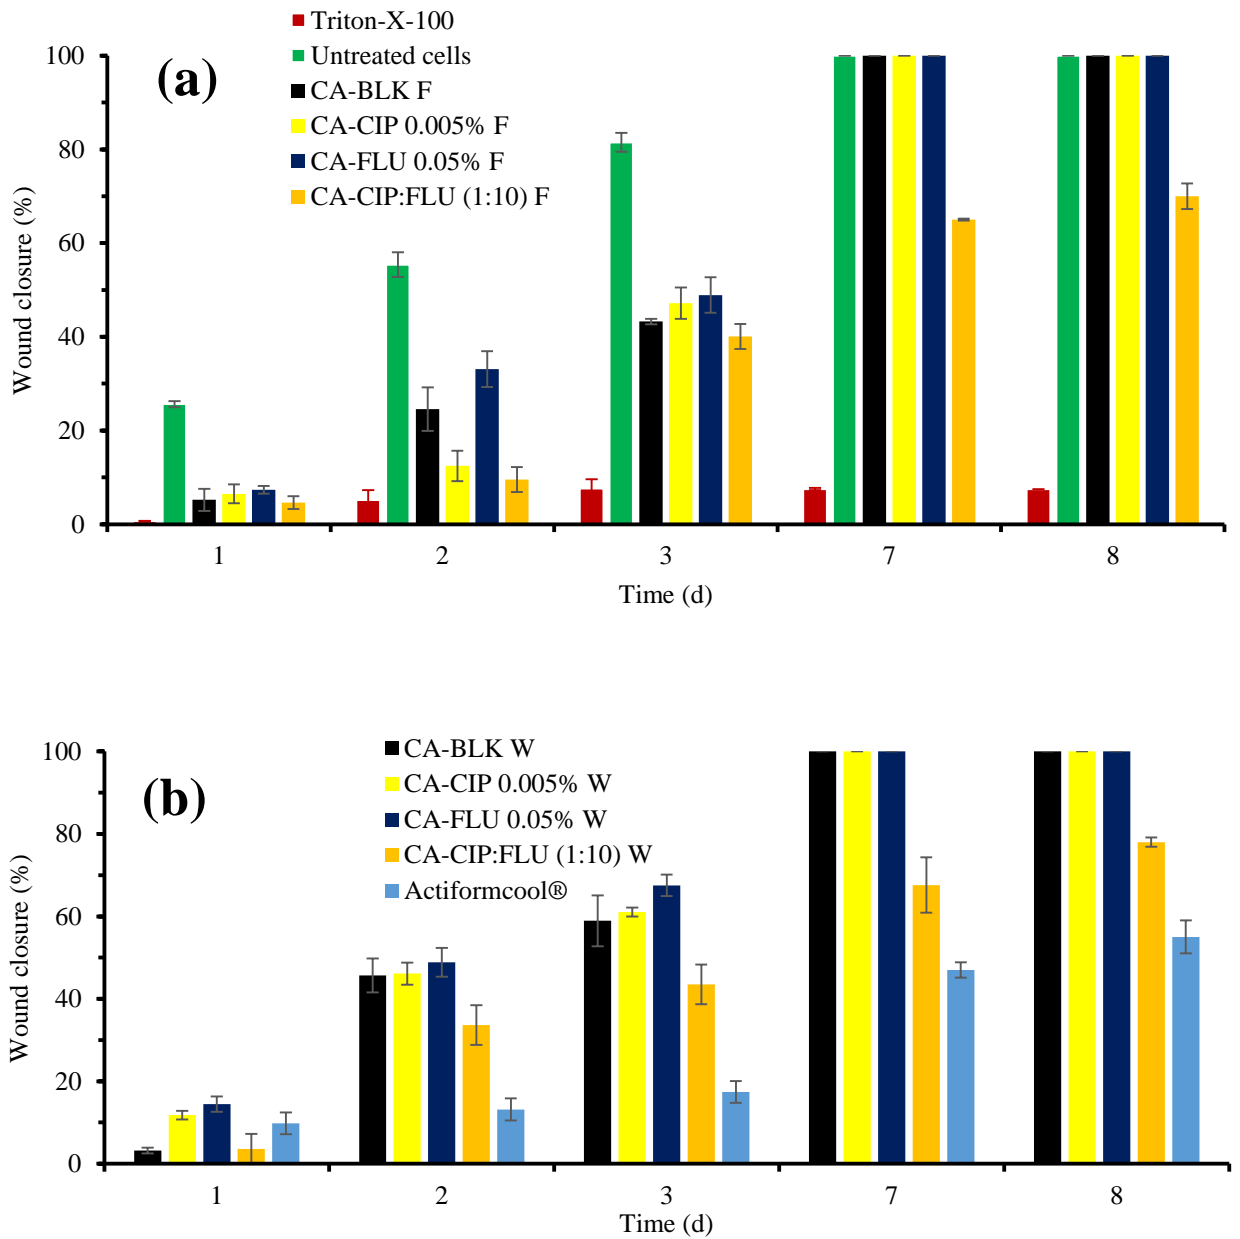 Triton-X-100
Untreated cells
CA-BLK F
CA-CIP 0.005% F
CA-FLU 0.05% F
CA-CIP:FLU (1:10) F
(a)
100
80
60
40
20
0
Wound closure (%)
1 2 3 7 8
Time (d)
CA-BLK W
CA-CIP 0.005% W
CA-FLU 0.05% W
CA-CIP:FLU (1:10) W
Actiformcool®
(b)
100
80
60
40
20
0
Wound closure (%)
1 2 3 7 8
Time (d)